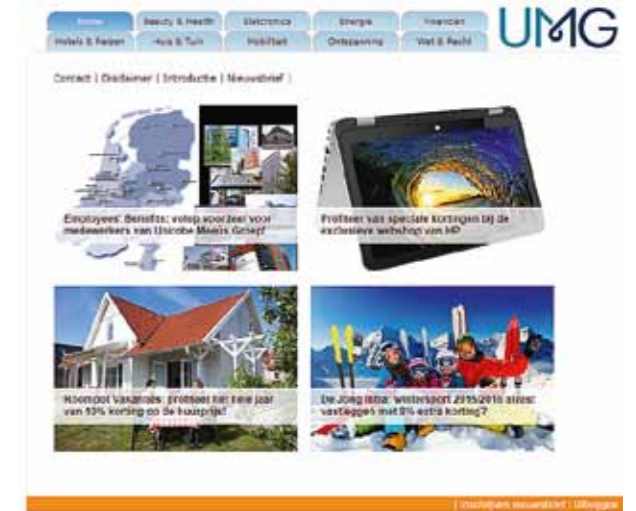 Home Beauty & Health Elektronica Energie Financiën
Hotels & Reizen Huis & Tuin Mobiliteit Ontspanning Wet & Recht
UMG
Contact | Disclaimer | Introductie | Nieuwsbrief |
Employees' Benefits: volop voordeel voor
medewerkers van Unirobe Meeùs Groep!
Profiteer van speciale kortingen bij de
exclusieve webshop van HP
Roompot Vakanties: profiteer het hele jaar
van 10% korting op de huurprijs!
De Jong Intra: wintersport 2015/2016
vastleggen met 8% extra korting?
| Inschrijven nieuwsbrief | Uitloggen